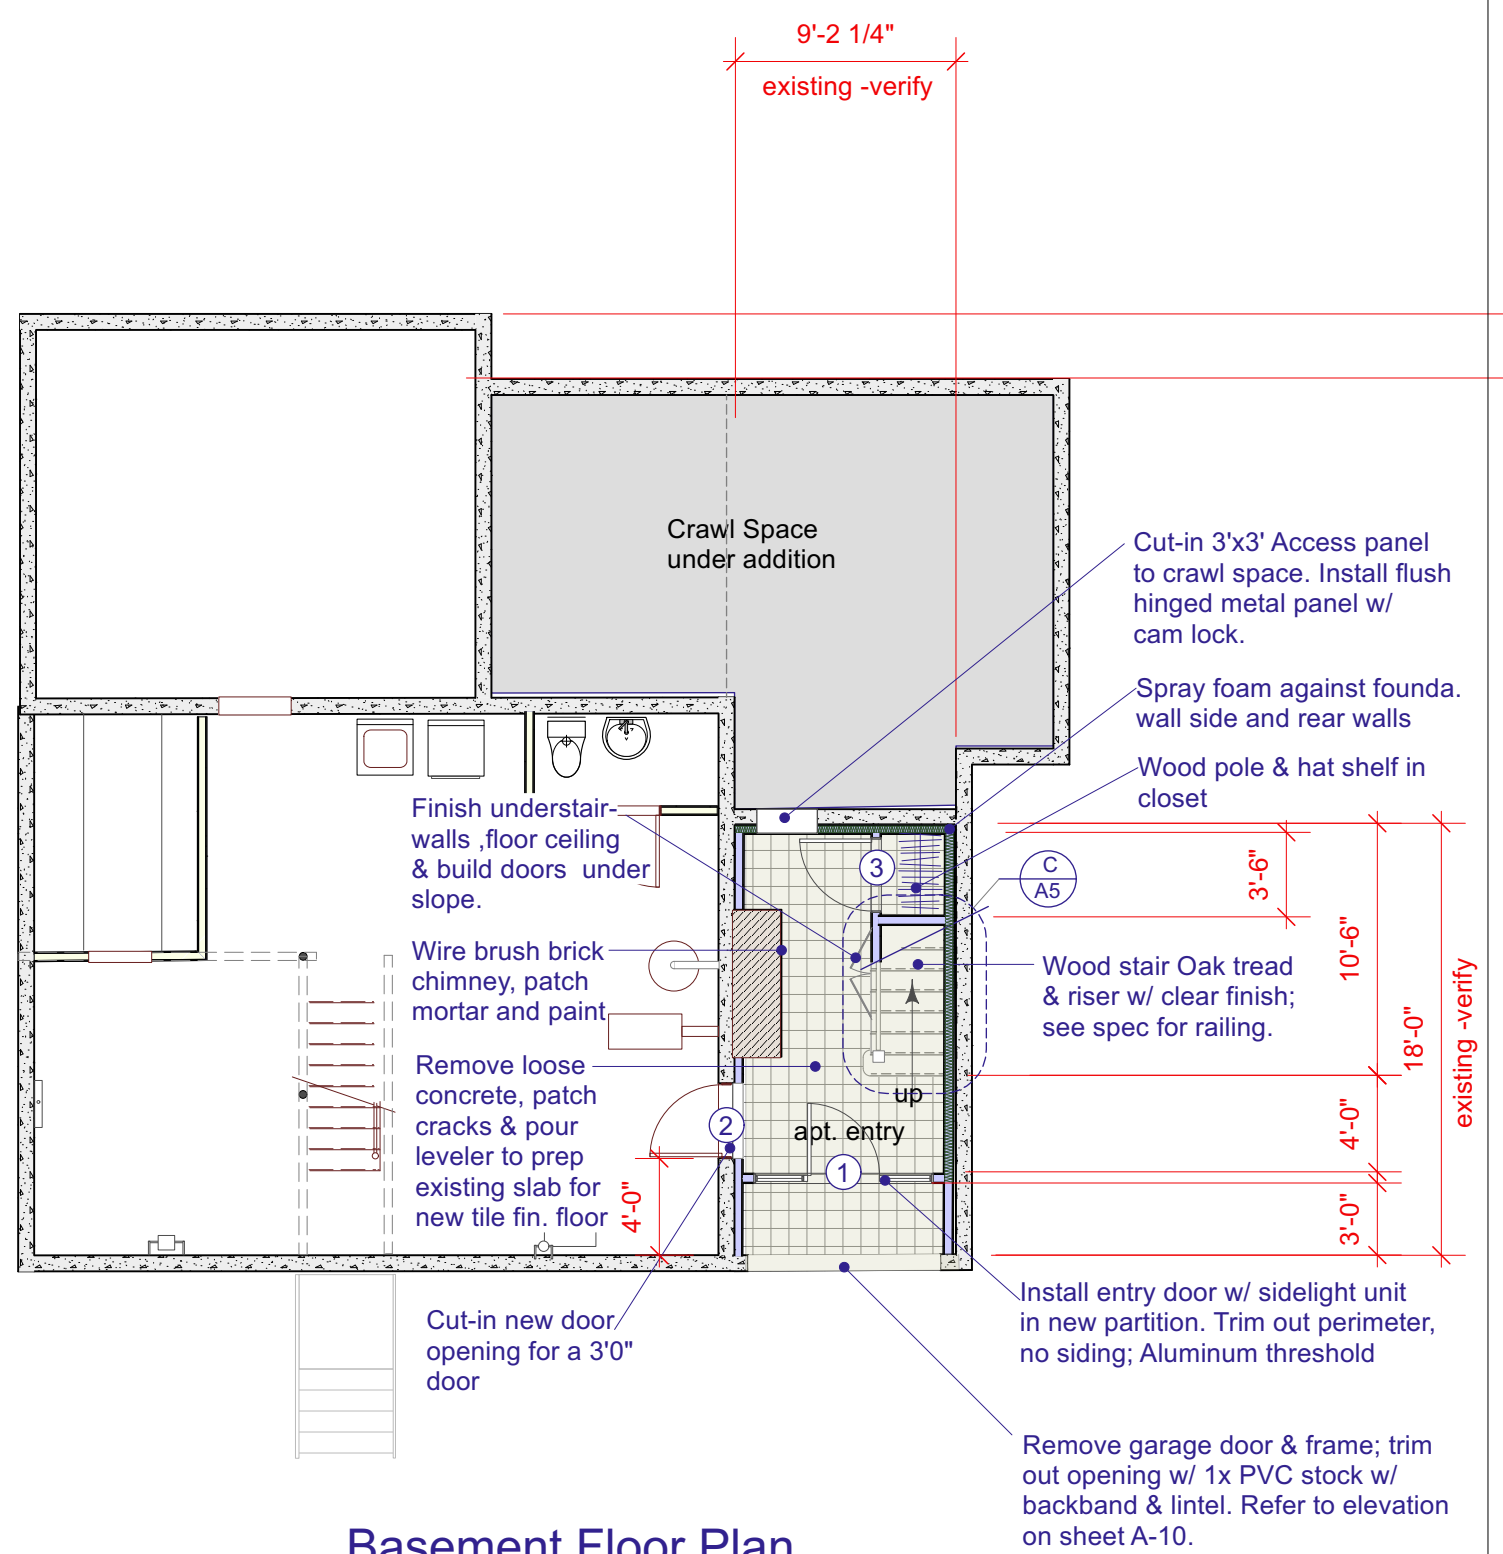 9'-2 1/4"
existing -verify
Crawl Space
under addition
Cut-in 3'x3' Access panel
to crawl space. Install flush
hinged metal panel w/
cam lock.
Spray foam against founda.
wall side and rear walls
Wood pole & hat shelf in
closet
Finish understair-
walls ,floor ceiling
& build doors  under
slope.
3
C
A5
3'-6"
10'-6"
18'-0"
existing -verify
Wire brush brick
chimney, patch
mortar and paint
Wood stair Oak tread
& riser w/ clear finish;
see spec for railing.
Remove loose
concrete, patch
cracks & pour
leveler to prep
existing slab for
new tile fin. floor
up
2
apt. entry
1
4'-0"
4'-0"
3'-0"
Cut-in new door
opening for a 3'0"
door
Install entry door w/ sidelight unit
in new partition. Trim out perimeter,
no siding; Aluminum threshold
Remove garage door & frame; trim
out opening w/ 1x PVC stock w/
backband & lintel. Refer to elevation
on sheet A-10.
Basement Floor Plan